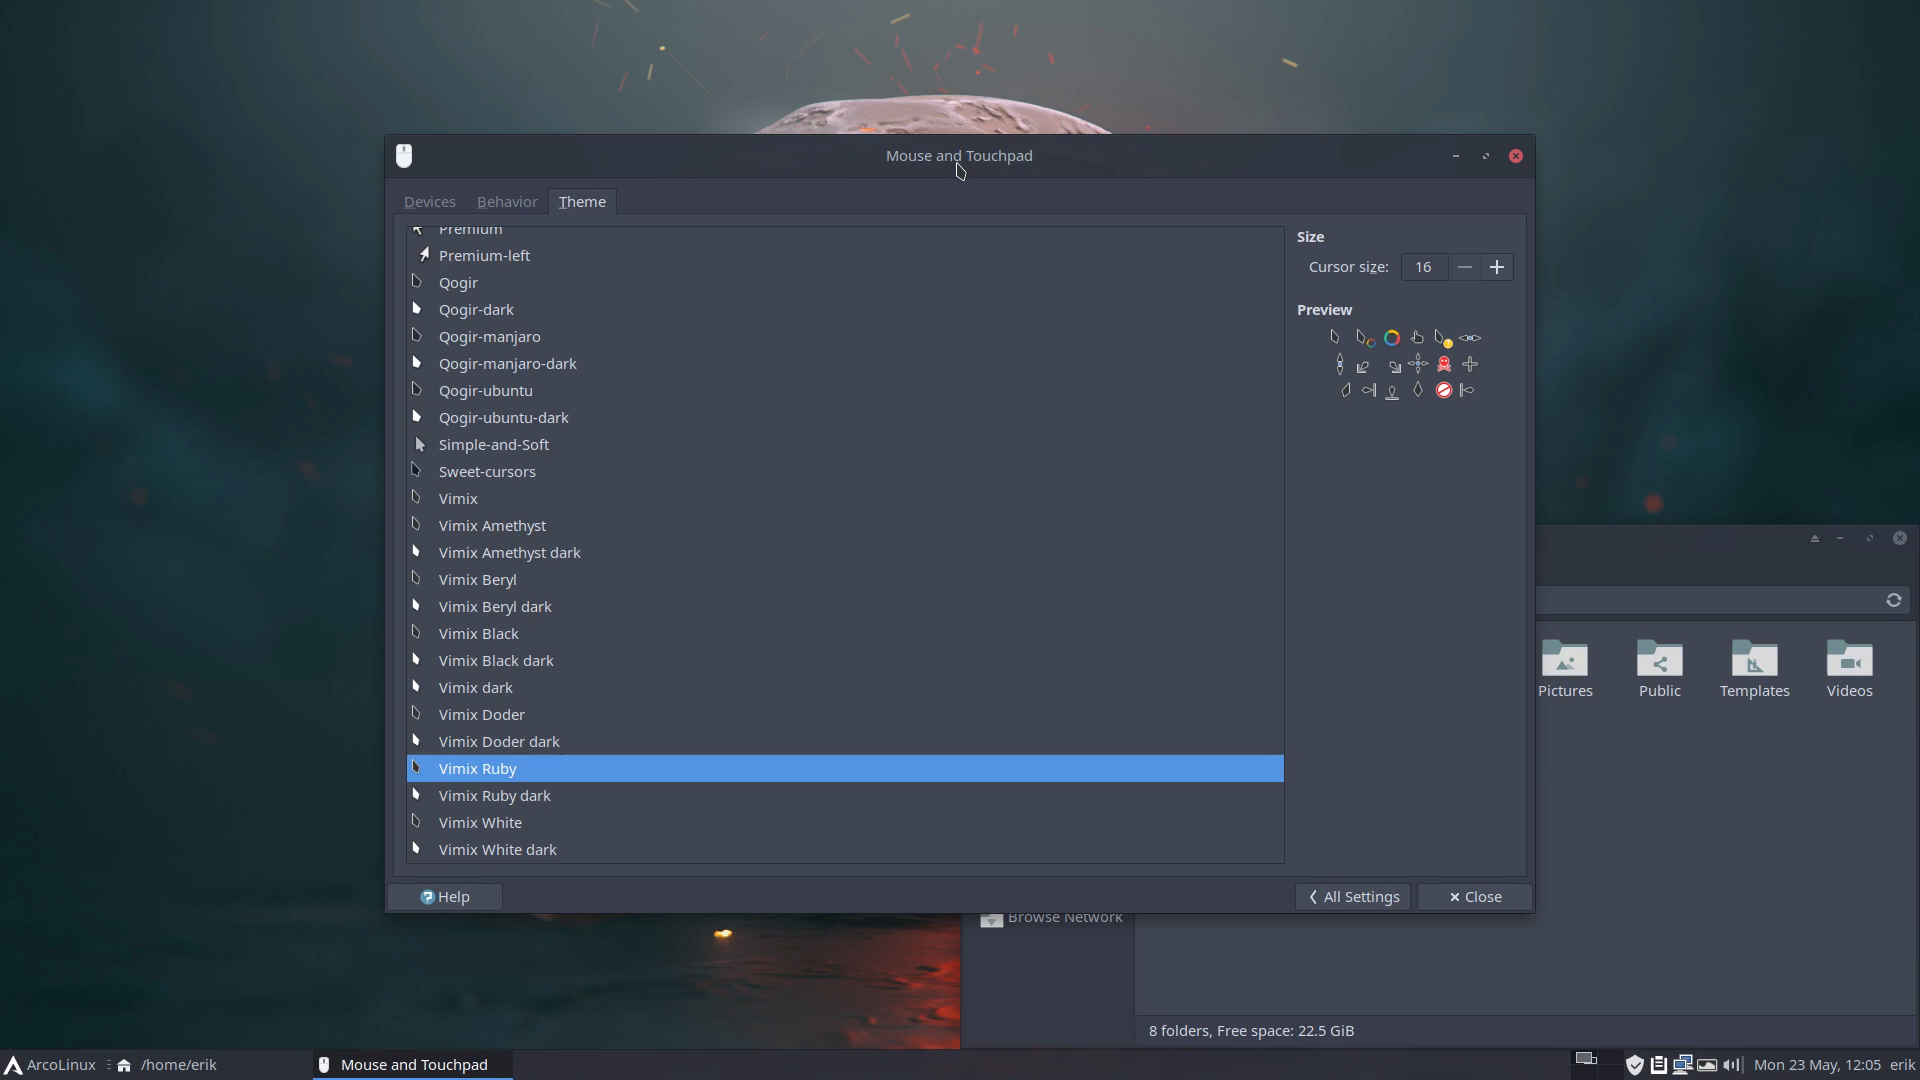 Mouse and Touchpad
Devices Behavior Theme
Premium
Premium-left
Qogir
Qogir-dark
Qogir-manjaro
Qogir-manjaro-dark
Qogir-ubuntu
Qogir-ubuntu-dark
Simple-and-Soft
Sweet-cursors
Vimix
Vimix Amethyst
Vimix Amethyst dark
Vimix Beryl
Vimix Beryl dark
Vimix Black
Vimix Black dark
Vimix dark
Vimix Doder
Vimix Doder dark
Vimix Ruby
Vimix Ruby dark
Vimix White
Vimix White dark
Size
Cursor size: 16
Preview
Help
All Settings
Close
Pictures Public Templates Videos
Browse Network
8 folders, Free space: 22.5 GiB
ArcoLinux /home/erik Mouse and Touchpad Mon 23 May, 12:05 erik